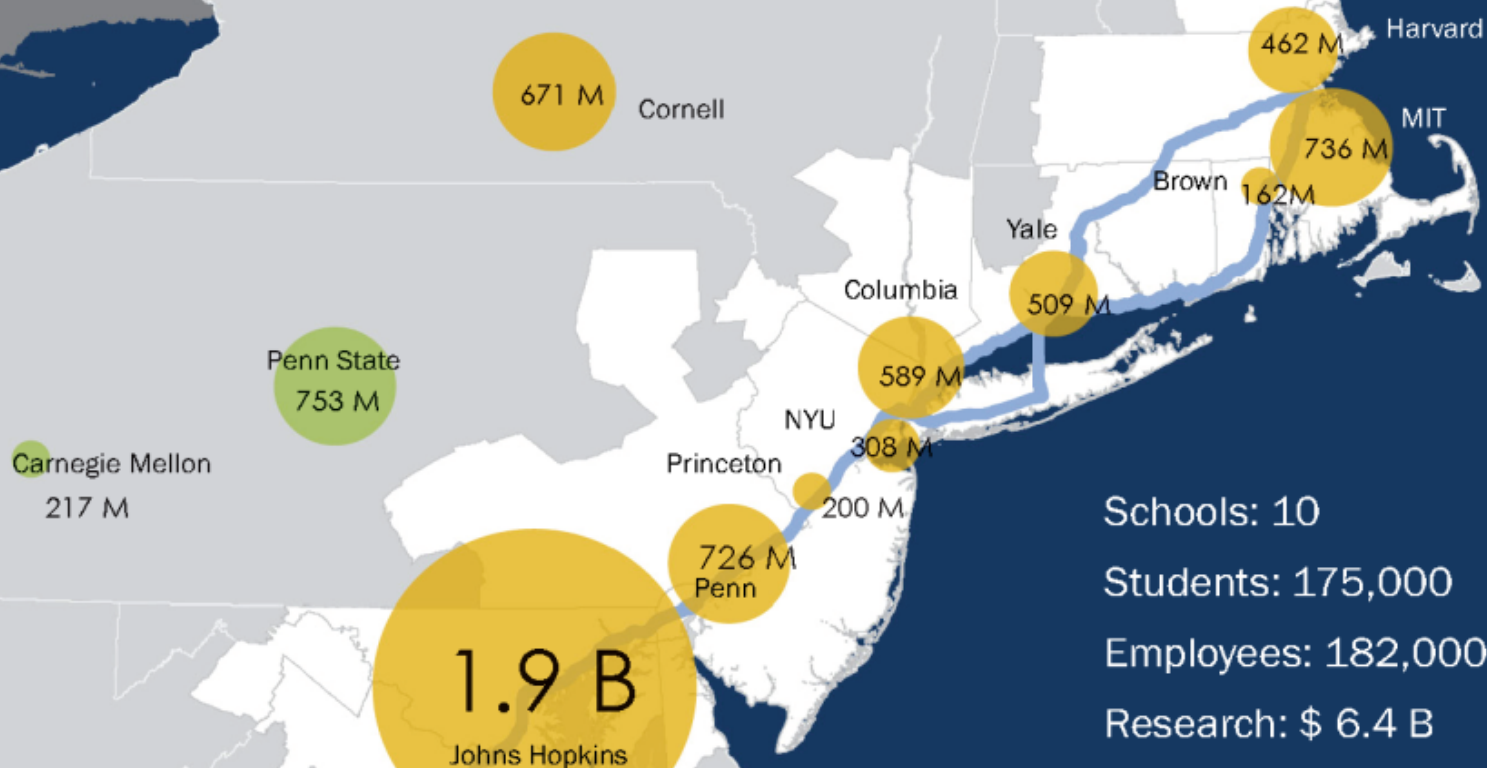 Harvard
462 M
671 M
Cornell
MIT
736 M
Brown
162M
Yale
Columbia
509 M
Penn State
753 M
589 M
NYU
308 M
Carnegie Mellon
217 M
Princeton
200 M
726 M
Penn
1.9 B
Johns Hopkins
Schools: 10
Students: 175,000
Employees: 182,000
Research: $ 6.4 B